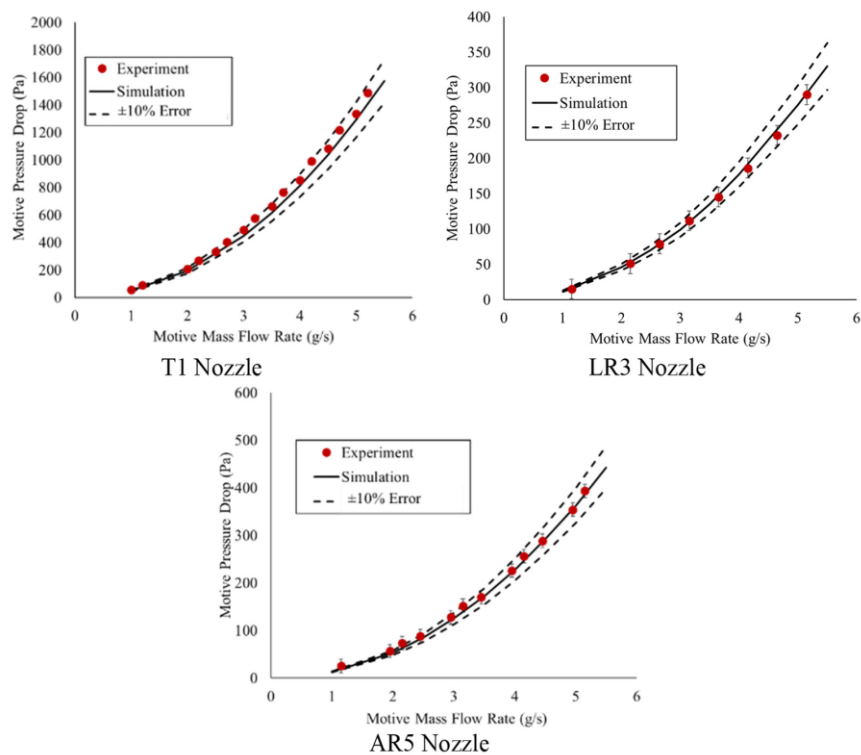 2000
1800
1600
1400
1200
1000
800
600
400
200
0
Motive Pressure Drop (Pa)
Experiment
Simulation
±10% Error
0 1 2 3 4 5 6
Motive Mass Flow Rate (g/s)
T1 Nozzle
400
350
300
250
200
150
100
50
0
Motive Pressure Drop (Pa)
Experiment
Simulation
±10% Error
0 1 2 3 4 5 6
Motive Mass Flow Rate (g/s)
LR3 Nozzle
600
500
400
300
200
100
0
Motive Pressure Drop (Pa)
Experiment
Simulation
±10% Error
0 1 2 3 4 5 6
Motive Mass Flow Rate (g/s)
AR5 Nozzle